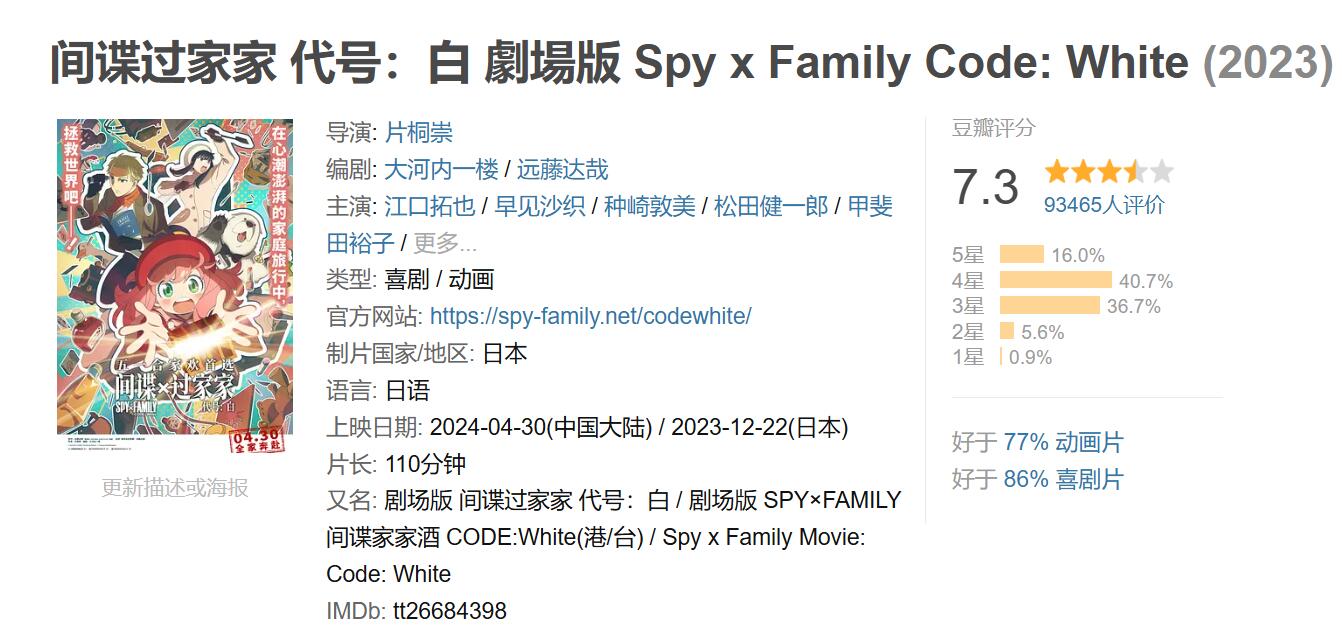 间谍过家家 代号：白 劇場版 Spy x Family Code: White (2023)
拯救世界吧——！
在心潮澎湃的家庭旅行中，
五一合家欢首选
间谍×过家家
SPY×FAMILY
代号:白
04.30
全家奔赴
更新描述或海报
导演: 片桐崇
编剧: 大河内一楼 / 远藤达哉
主演: 江口拓也 / 早见沙织 / 种崎敦美 / 松田健一郎 / 甲斐
田裕子 / 更多...
类型: 喜剧 / 动画
官方网站: https://spy-family.net/codewhite/
制片国家/地区: 日本
语言: 日语
上映日期: 2024-04-30(中国大陆) / 2023-12-22(日本)
片长: 110分钟
又名: 剧场版 间谍过家家 代号：白 / 剧场版 SPY×FAMILY
间谍家家酒 CODE:White(港/台) / Spy x Family Movie:
Code: White
IMDb: tt26684398
豆瓣评分
7.3
93465人评价
5星 16.0%
4星 40.7%
3星 36.7%
2星 5.6%
1星 0.9%
好于 77% 动画片
好于 86% 喜剧片